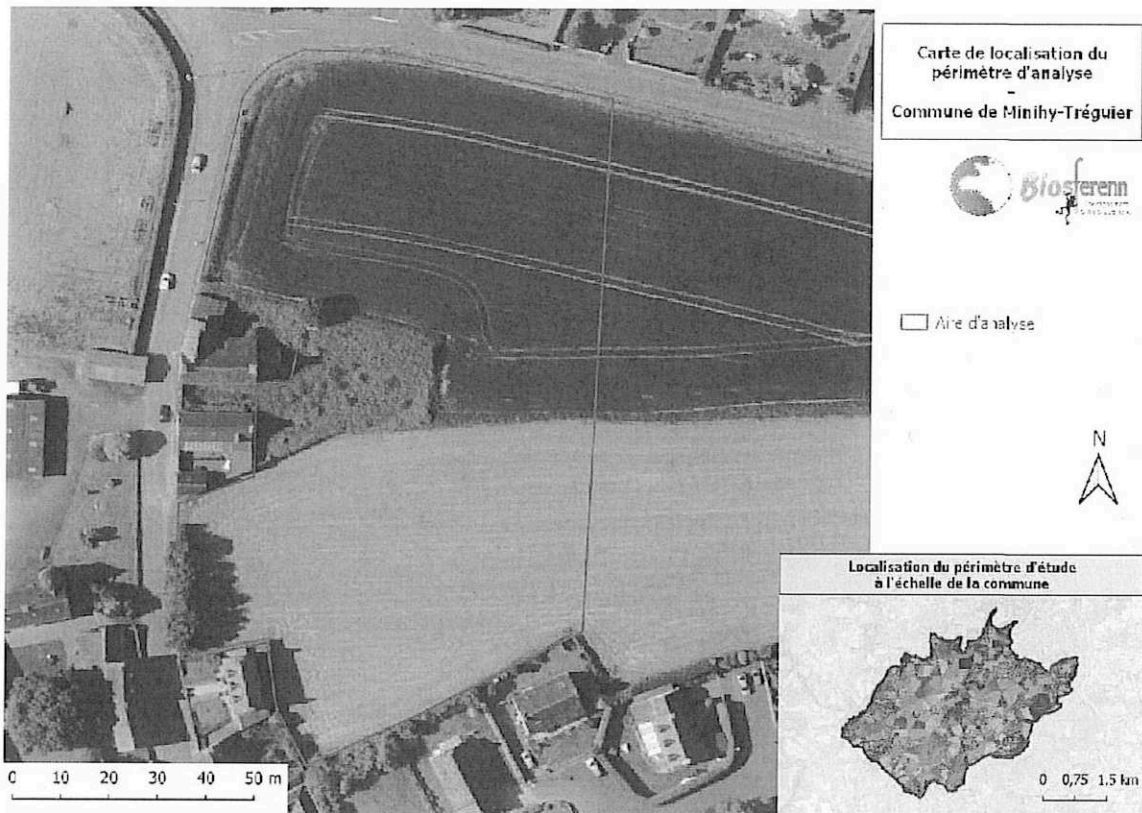 Carte de localisation du
périmètre d'analyse
–
Commune de Minihy-Tréguier
Biosferenn
Aire d'analyse
N
Localisation du périmètre d'étude
à l'échelle de la commune
0 0,75 1.5 km
0 10 20 30 40 50 m